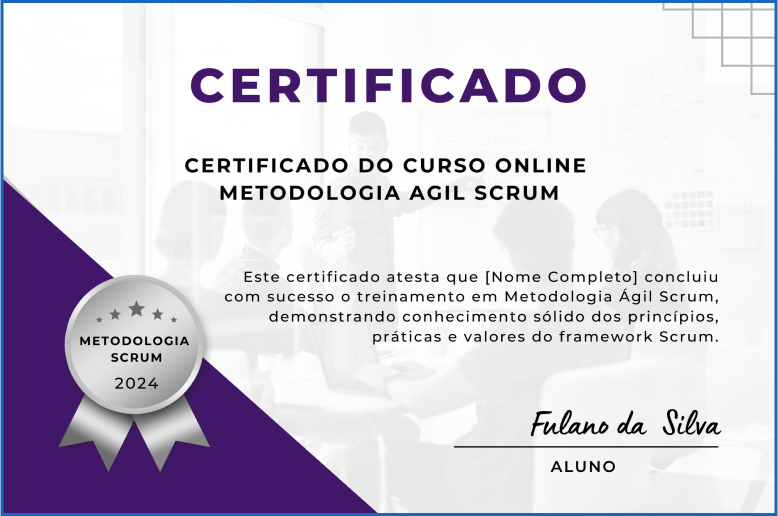 CERTIFICADO
CERTIFICADO DO CURSO ONLINE
METODOLOGIA AGIL SCRUM
Este certificado atesta que [Nome Completo] concluiu
com sucesso o treinamento em Metodologia Ágil Scrum,
demonstrando conhecimento sólido dos princípios,
práticas e valores do framework Scrum.
METODOLOGIA
SCRUM
2024
Fulano da Silva
ALUNO